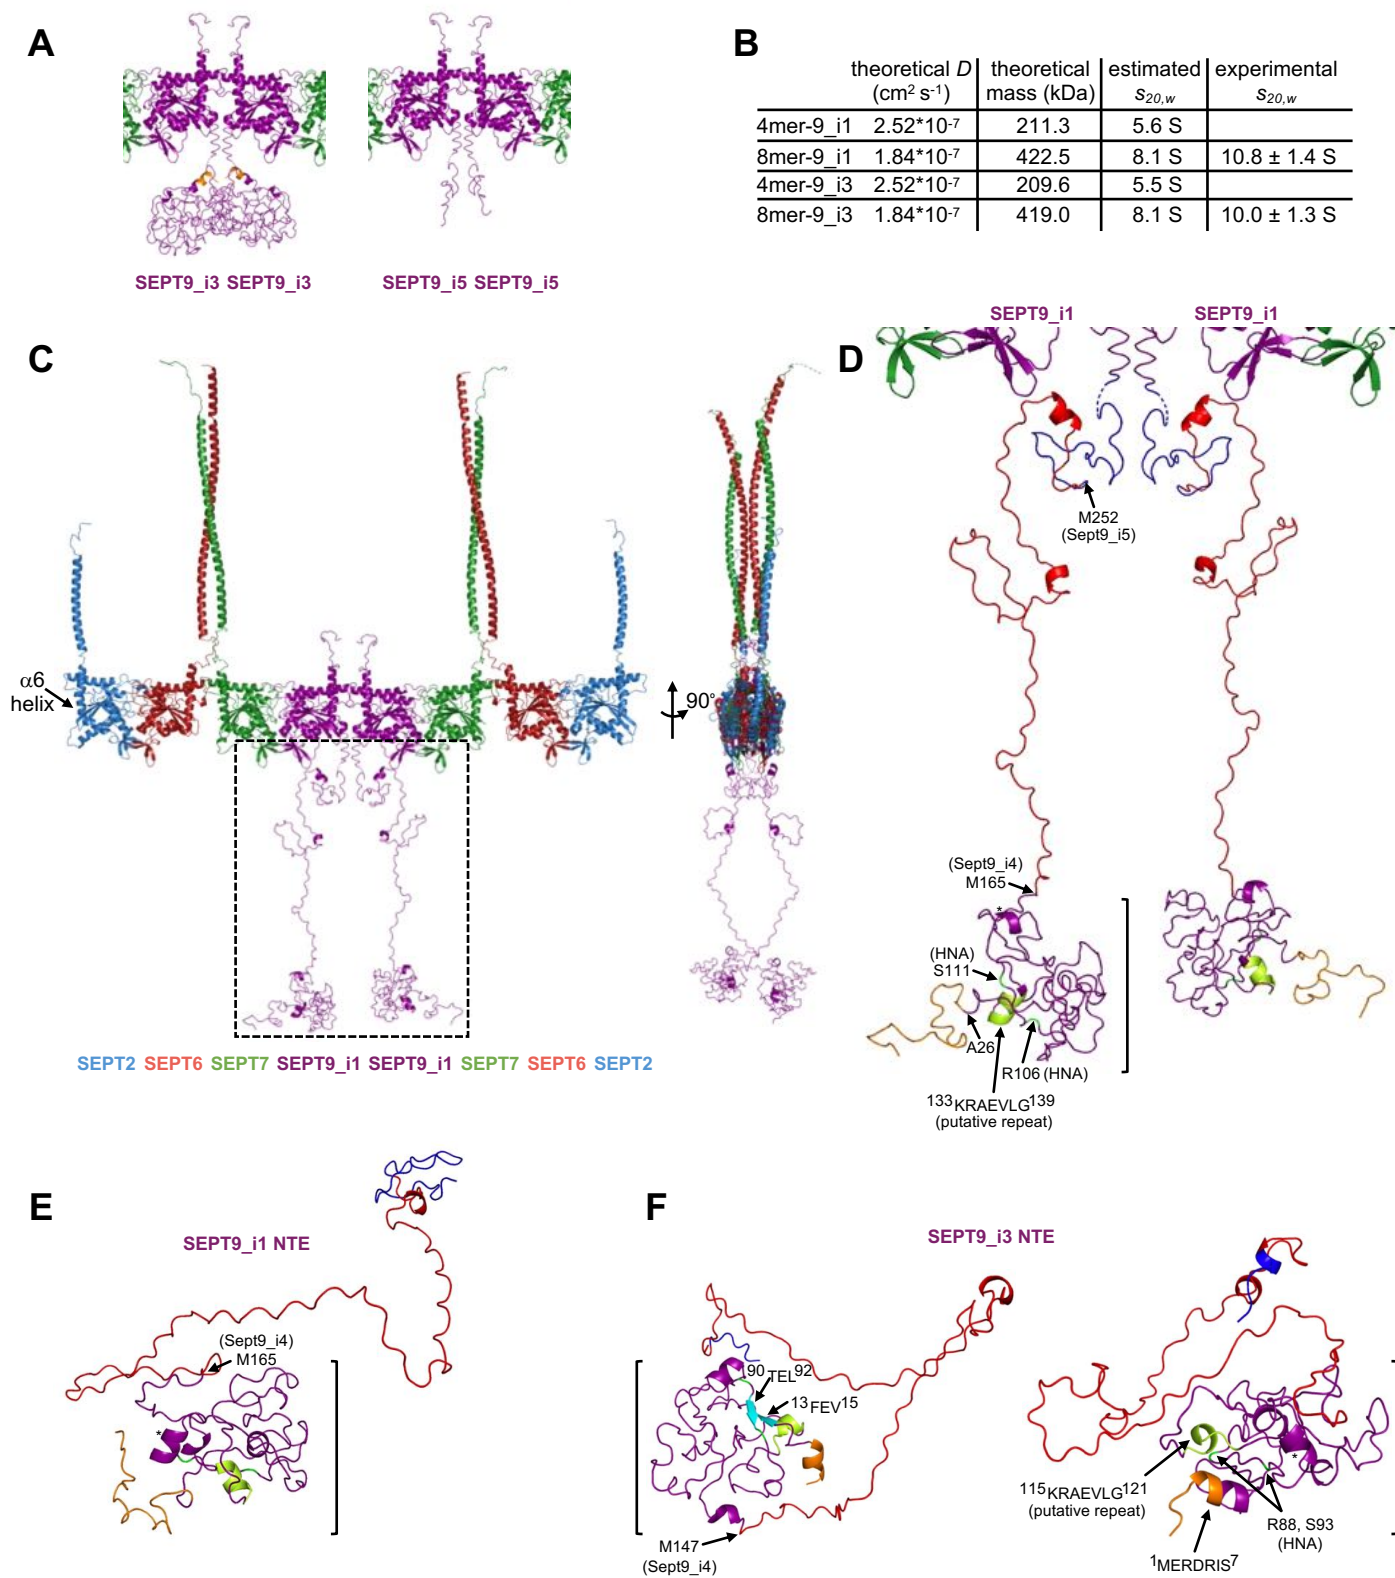 A
SEPT9_i3 SEPT9_i3
SEPT9_i5 SEPT9_i5
B
theoretical D (cm² s⁻¹) | theoretical mass (kDa) | estimated s20,w | experimental s20,w
4mer-9_i1 2.52*10⁻⁷ 211.3 5.6 S
8mer-9_i1 1.84*10⁻⁷ 422.5 8.1 S 10.8 ± 1.4 S
4mer-9_i3 2.52*10⁻⁷ 209.6 5.5 S
8mer-9_i3 1.84*10⁻⁷ 419.0 8.1 S 10.0 ± 1.3 S
C
α6
helix
90°
SEPT2 SEPT6 SEPT7 SEPT9_i1 SEPT9_i1 SEPT7 SEPT6 SEPT2
D
SEPT9_i1 SEPT9_i1
M252
(Sept9_i5)
(Sept9_i4)
M165
*
(HNA)
S111
A26
R106 (HNA)
¹³³KRAEVLG¹³⁹
(putative repeat)
E
SEPT9_i1 NTE
(Sept9_i4)
M165
*
F
SEPT9_i3 NTE
⁹⁰TEL⁹²
¹³FEV¹⁵
M147
(Sept9_i4)
*
¹¹⁵KRAEVLG¹²¹
(putative repeat)
R88, S93
(HNA)
¹MERDRIS⁷